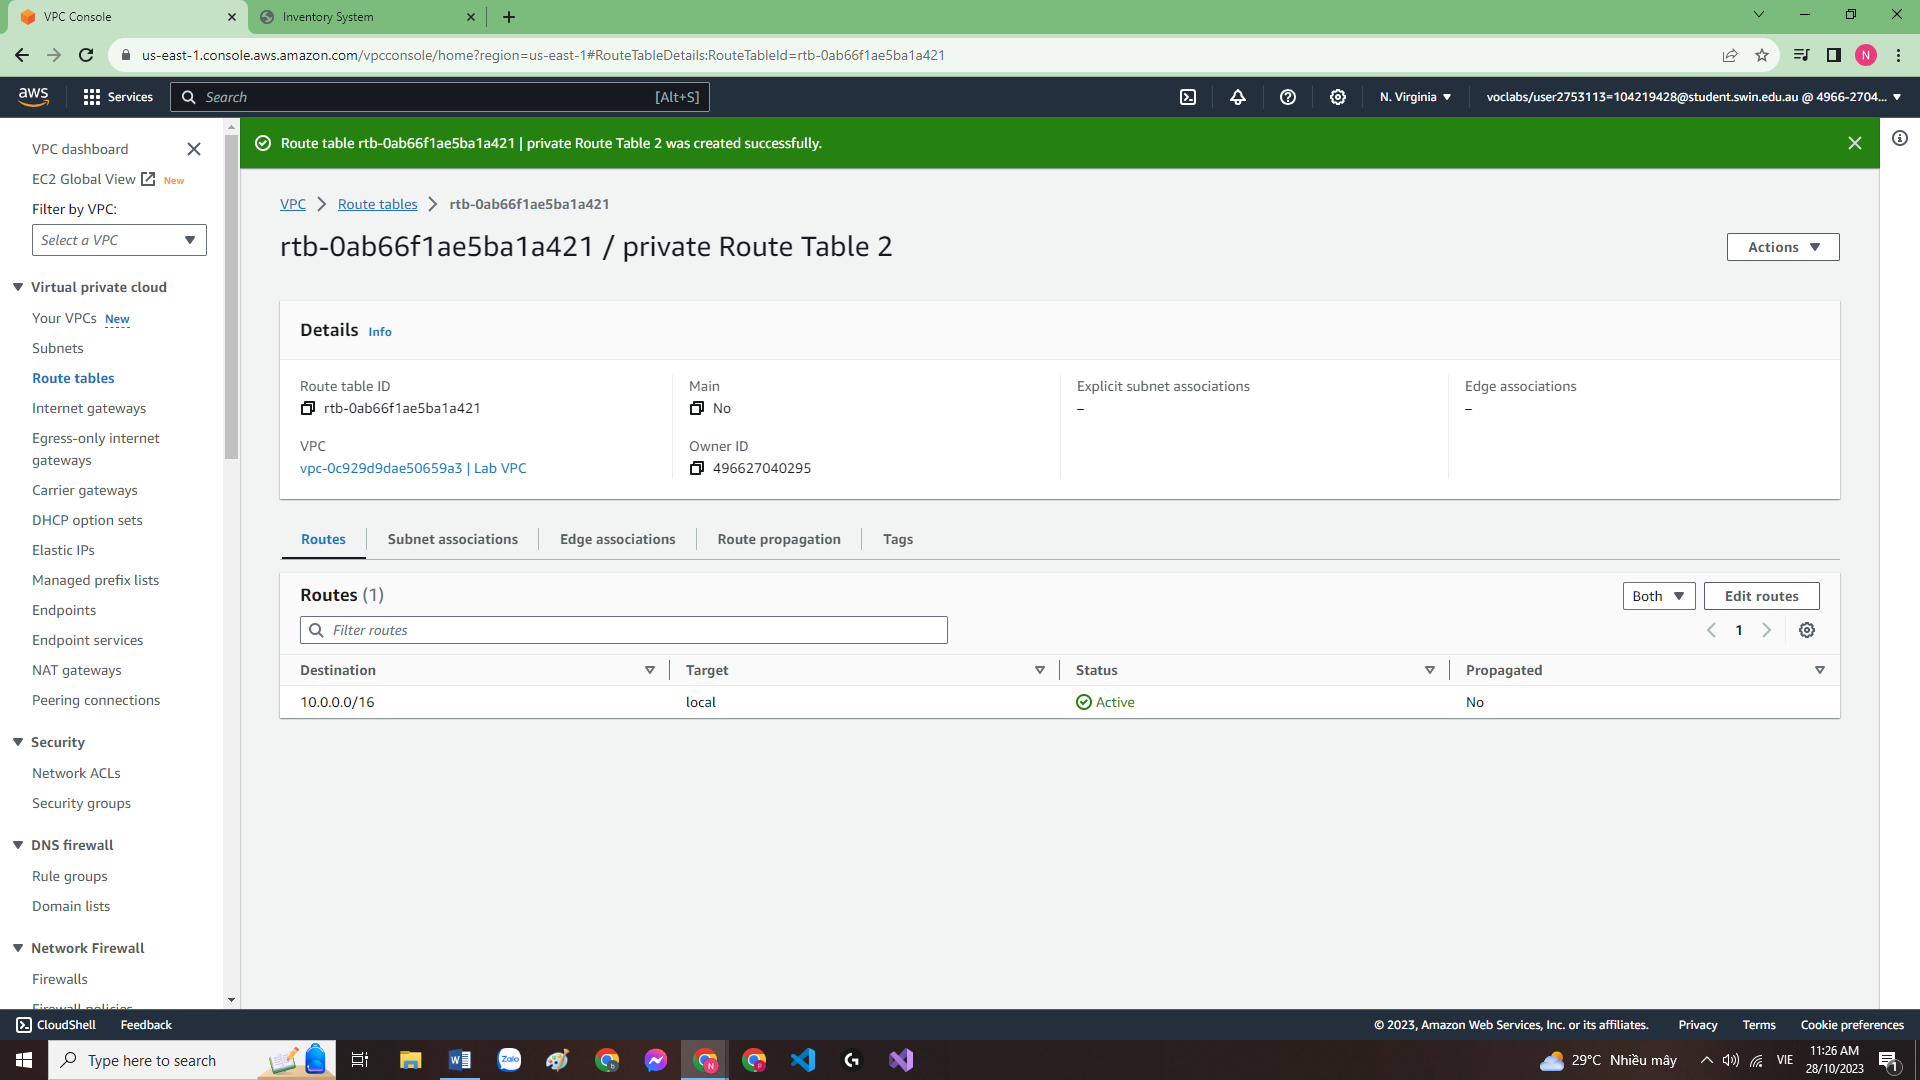 VPC Console
Inventory System
us-east-1.console.aws.amazon.com/vpcconsole/home?region=us-east-1#RouteTableDetails:RouteTableId=rtb-0ab66f1ae5ba1a421
N
aws
Services
Search
[Alt+S]
N. Virginia
voclabs/user2753113=104219428@student.swin.edu.au @ 4966-2704...
VPC dashboard
EC2 Global View New
Filter by VPC:
Select a VPC
Virtual private cloud
Your VPCs New
Subnets
Route tables
Internet gateways
Egress-only internet
gateways
Carrier gateways
DHCP option sets
Elastic IPs
Managed prefix lists
Endpoints
Endpoint services
NAT gateways
Peering connections
Security
Network ACLs
Security groups
DNS firewall
Rule groups
Domain lists
Network Firewall
Firewalls
Firewall policies
Route table rtb-0ab66f1ae5ba1a421 | private Route Table 2 was created successfully.
VPC
Route tables
rtb-0ab66f1ae5ba1a421
rtb-0ab66f1ae5ba1a421 / private Route Table 2
Actions
Details Info
Route table ID
rtb-0ab66f1ae5ba1a421
Main
No
Explicit subnet associations
–
Edge associations
–
VPC
vpc-0c929d9dae50659a3 | Lab VPC
Owner ID
496627040295
Routes
Subnet associations
Edge associations
Route propagation
Tags
Routes (1)
Both
Edit routes
Filter routes
1
Destination
Target
Status
Propagated
10.0.0.0/16
local
Active
No
CloudShell
Feedback
© 2023, Amazon Web Services, Inc. or its affiliates.
Privacy
Terms
Cookie preferences
Type here to search
Zalo
29°C Nhiều mây
VIE
11:26 AM
28/10/2023
1